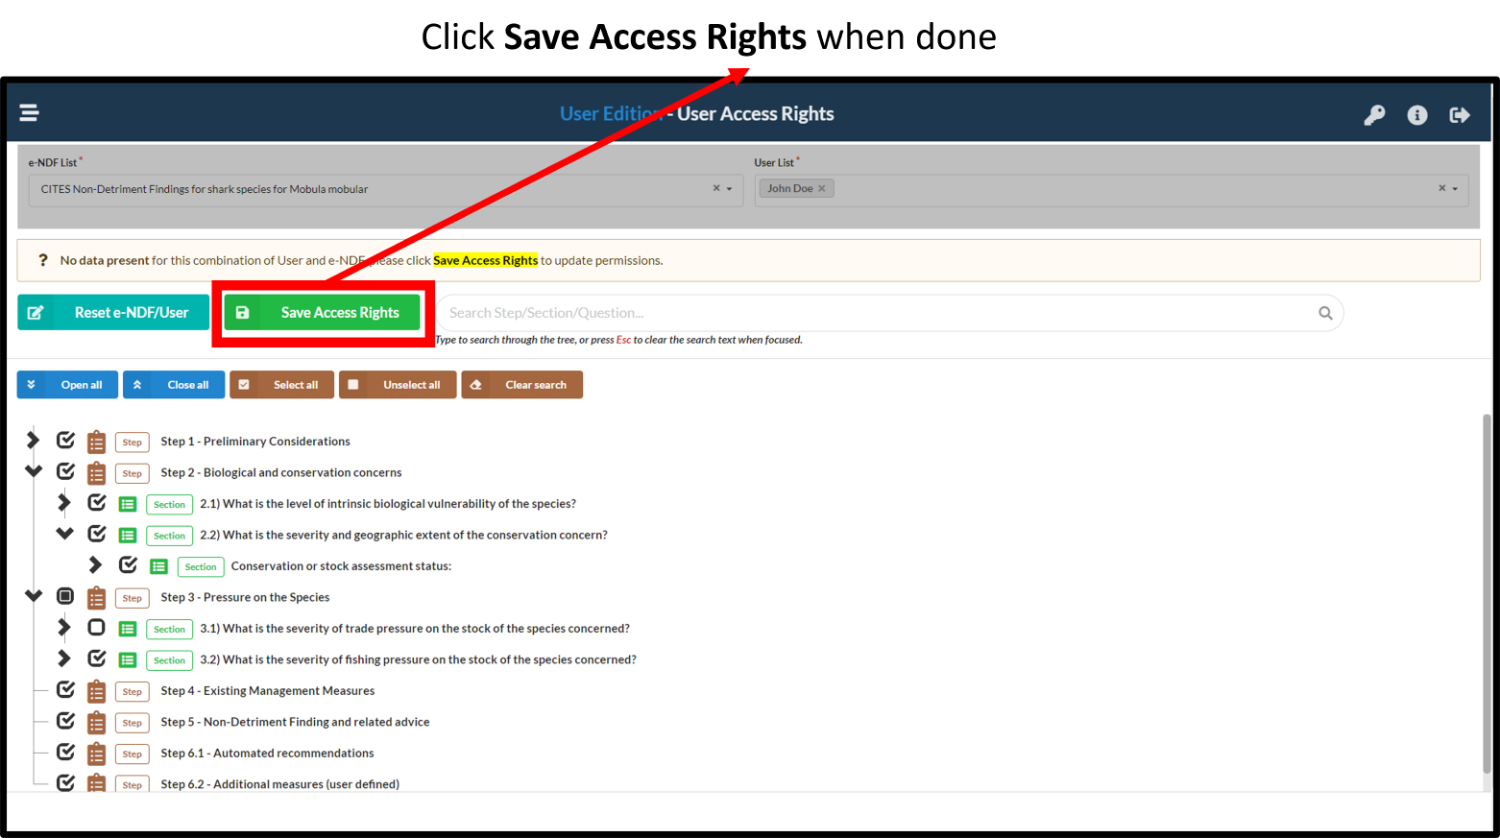 Click Save Access Rights when done
User Edition - User Access Rights
e-NDF List *
User List *
CITES Non-Detriment Findings for shark species for Mobula mobular
John Doe ×
? No data present for this combination of User and e-NDF, please click Save Access Rights to update permissions.
Reset e-NDF/User
Save Access Rights
Search Step/Section/Question...
Type to search through the tree, or press Esc to clear the search text when focused.
Open all
Close all
Select all
Unselect all
Clear search
Step Step 1 - Preliminary Considerations
Step Step 2 - Biological and conservation concerns
Section 2.1) What is the level of intrinsic biological vulnerability of the species?
Section 2.2) What is the severity and geographic extent of the conservation concern?
Section Conservation or stock assessment status:
Step Step 3 - Pressure on the Species
Section 3.1) What is the severity of trade pressure on the stock of the species concerned?
Section 3.2) What is the severity of fishing pressure on the stock of the species concerned?
Step Step 4 - Existing Management Measures
Step Step 5 - Non-Detriment Finding and related advice
Step Step 6.1 - Automated recommendations
Step Step 6.2 - Additional measures (user defined)